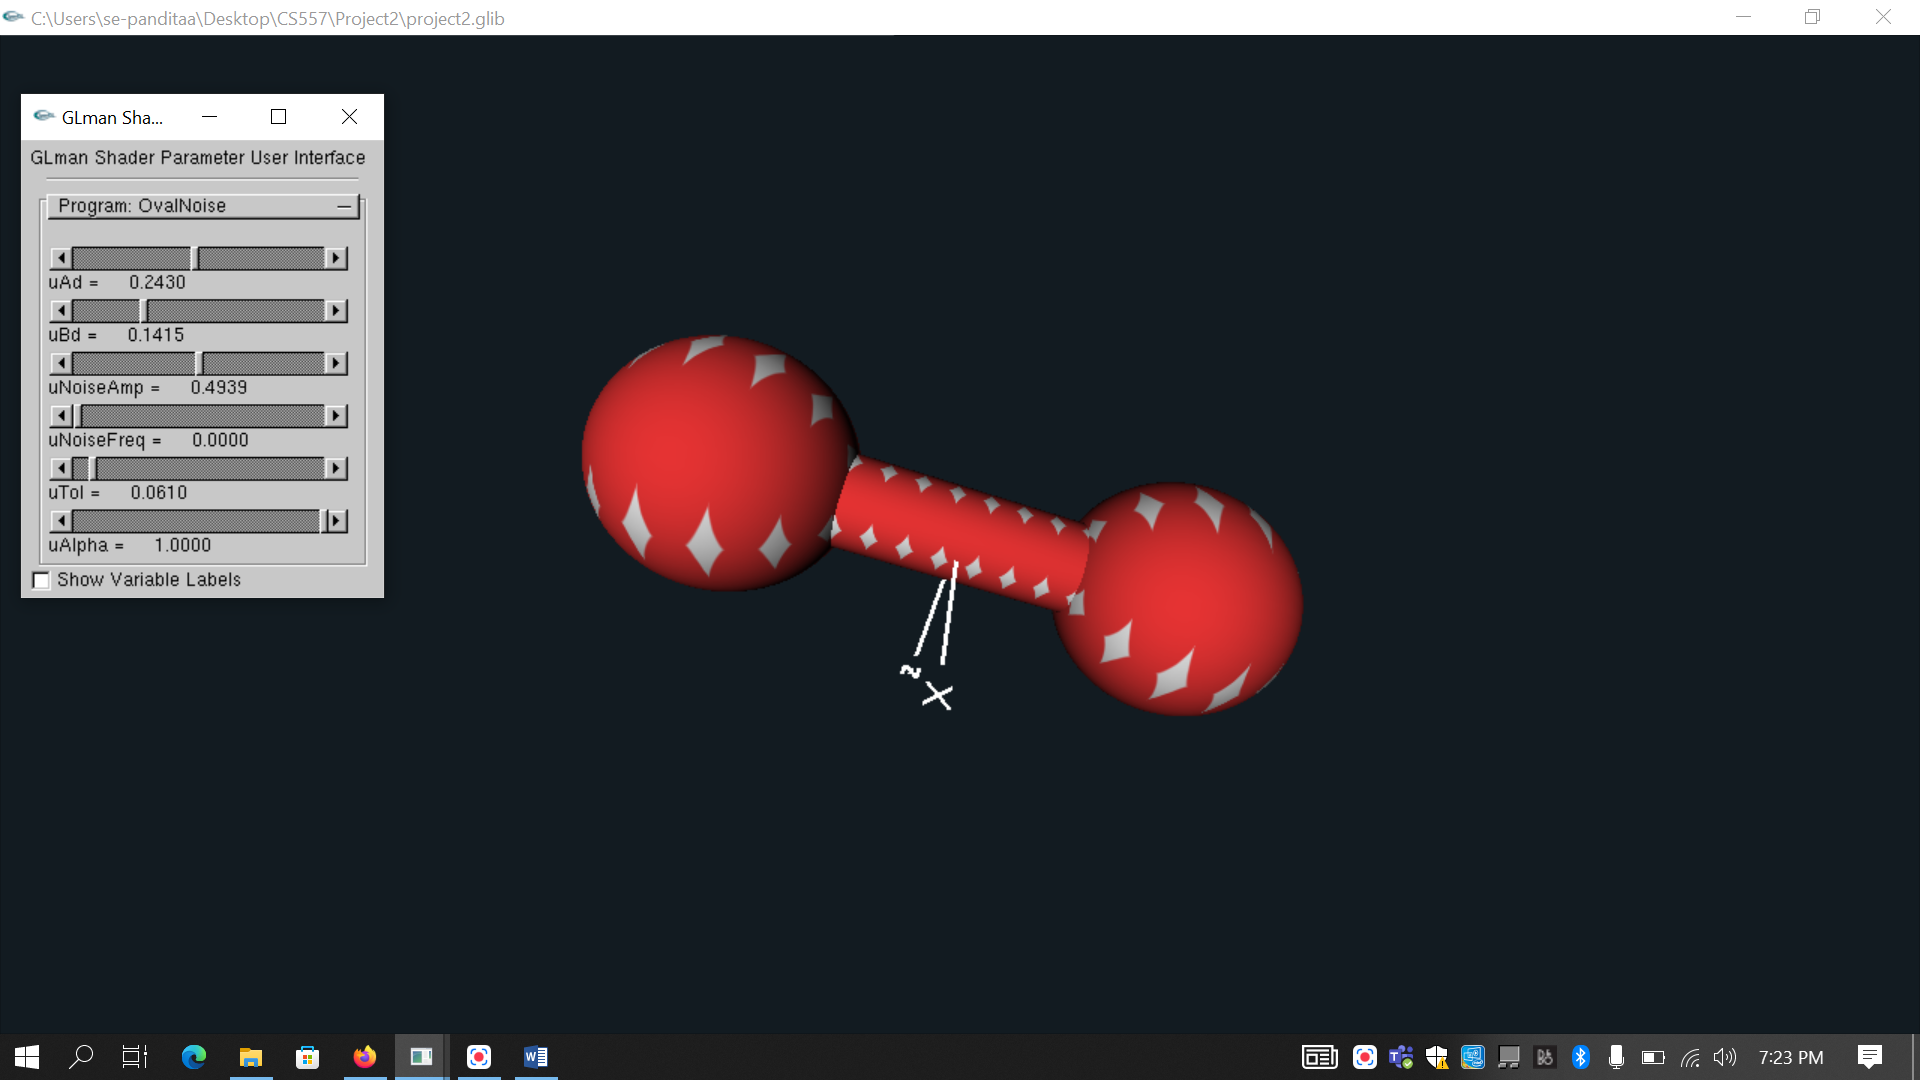 C:\Users\se-panditaa\Desktop\CS557\Project2\project2.glib
GLman Sha...
GLman Shader Parameter User Interface
Program: OvalNoise
uAd = 0.2430
uBd = 0.1415
uNoiseAmp = 0.4939
uNoiseFreq = 0.0000
uTol = 0.0610
uAlpha = 1.0000
Show Variable Labels
Z
X
7:23 PM